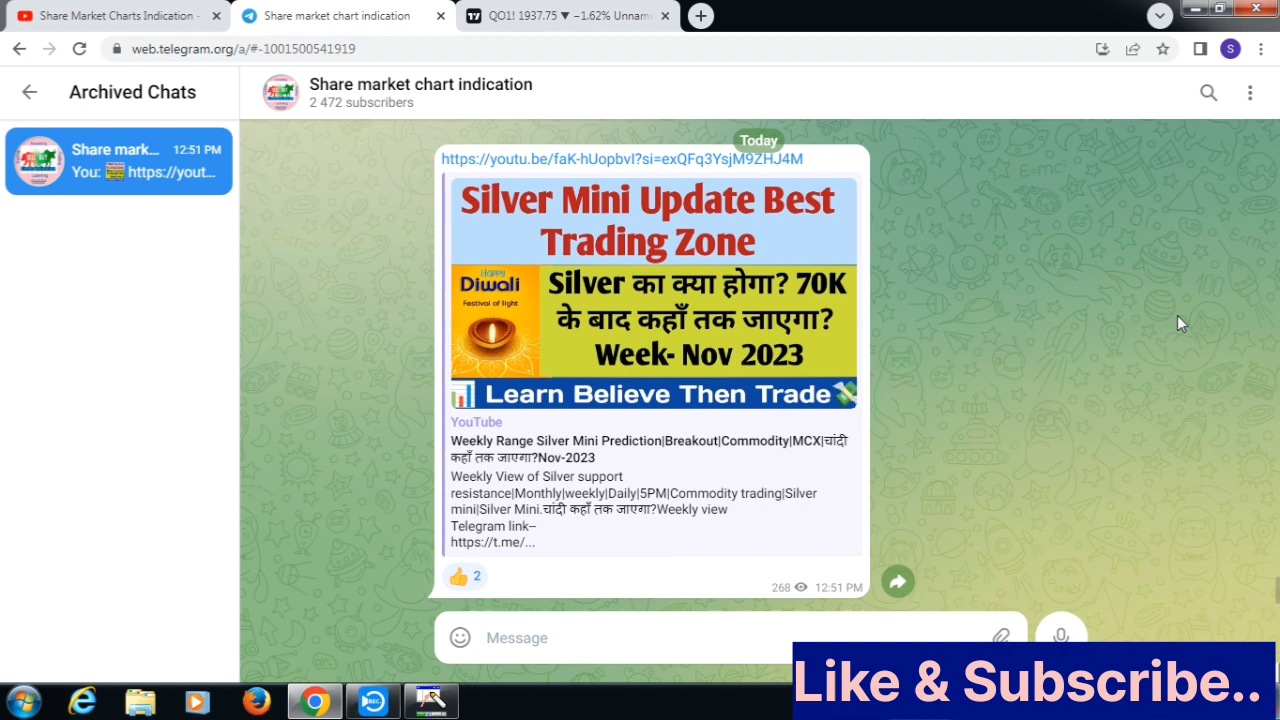 Share Market Charts Indication -
Share market chart indication
QO1! 1937.75 ▼ −1.62% Unnam
web.telegram.org/a/#-1001500541919
S
Archived Chats
Share market chart indication
2 472 subscribers
Share mark... 12:51 PM
You: https://yout...
Today
https://youtu.be/faK-hUopbvI?si=exQFq3YsjM9ZHJ4M
Silver Mini Update Best
Trading Zone
Happy
Diwali
Festival of light
Silver का क्या होगा? 70K
के बाद कहाँ तक जाएगा?
Week- Nov 2023
Learn Believe Then Trade
YouTube
Weekly Range Silver Mini Prediction|Breakout|Commodity|MCX|चांदी
कहाँ तक जाएगा?Nov-2023
Weekly View of Silver support
resistance|Monthly|weekly|Daily|5PM|Commodity trading|Silver
mini|Silver Mini.चांदी कहाँ तक जाएगा?Weekly view
Telegram link--
https://t.me/...
2
268 12:51 PM
Message
Like & Subscribe..
REC